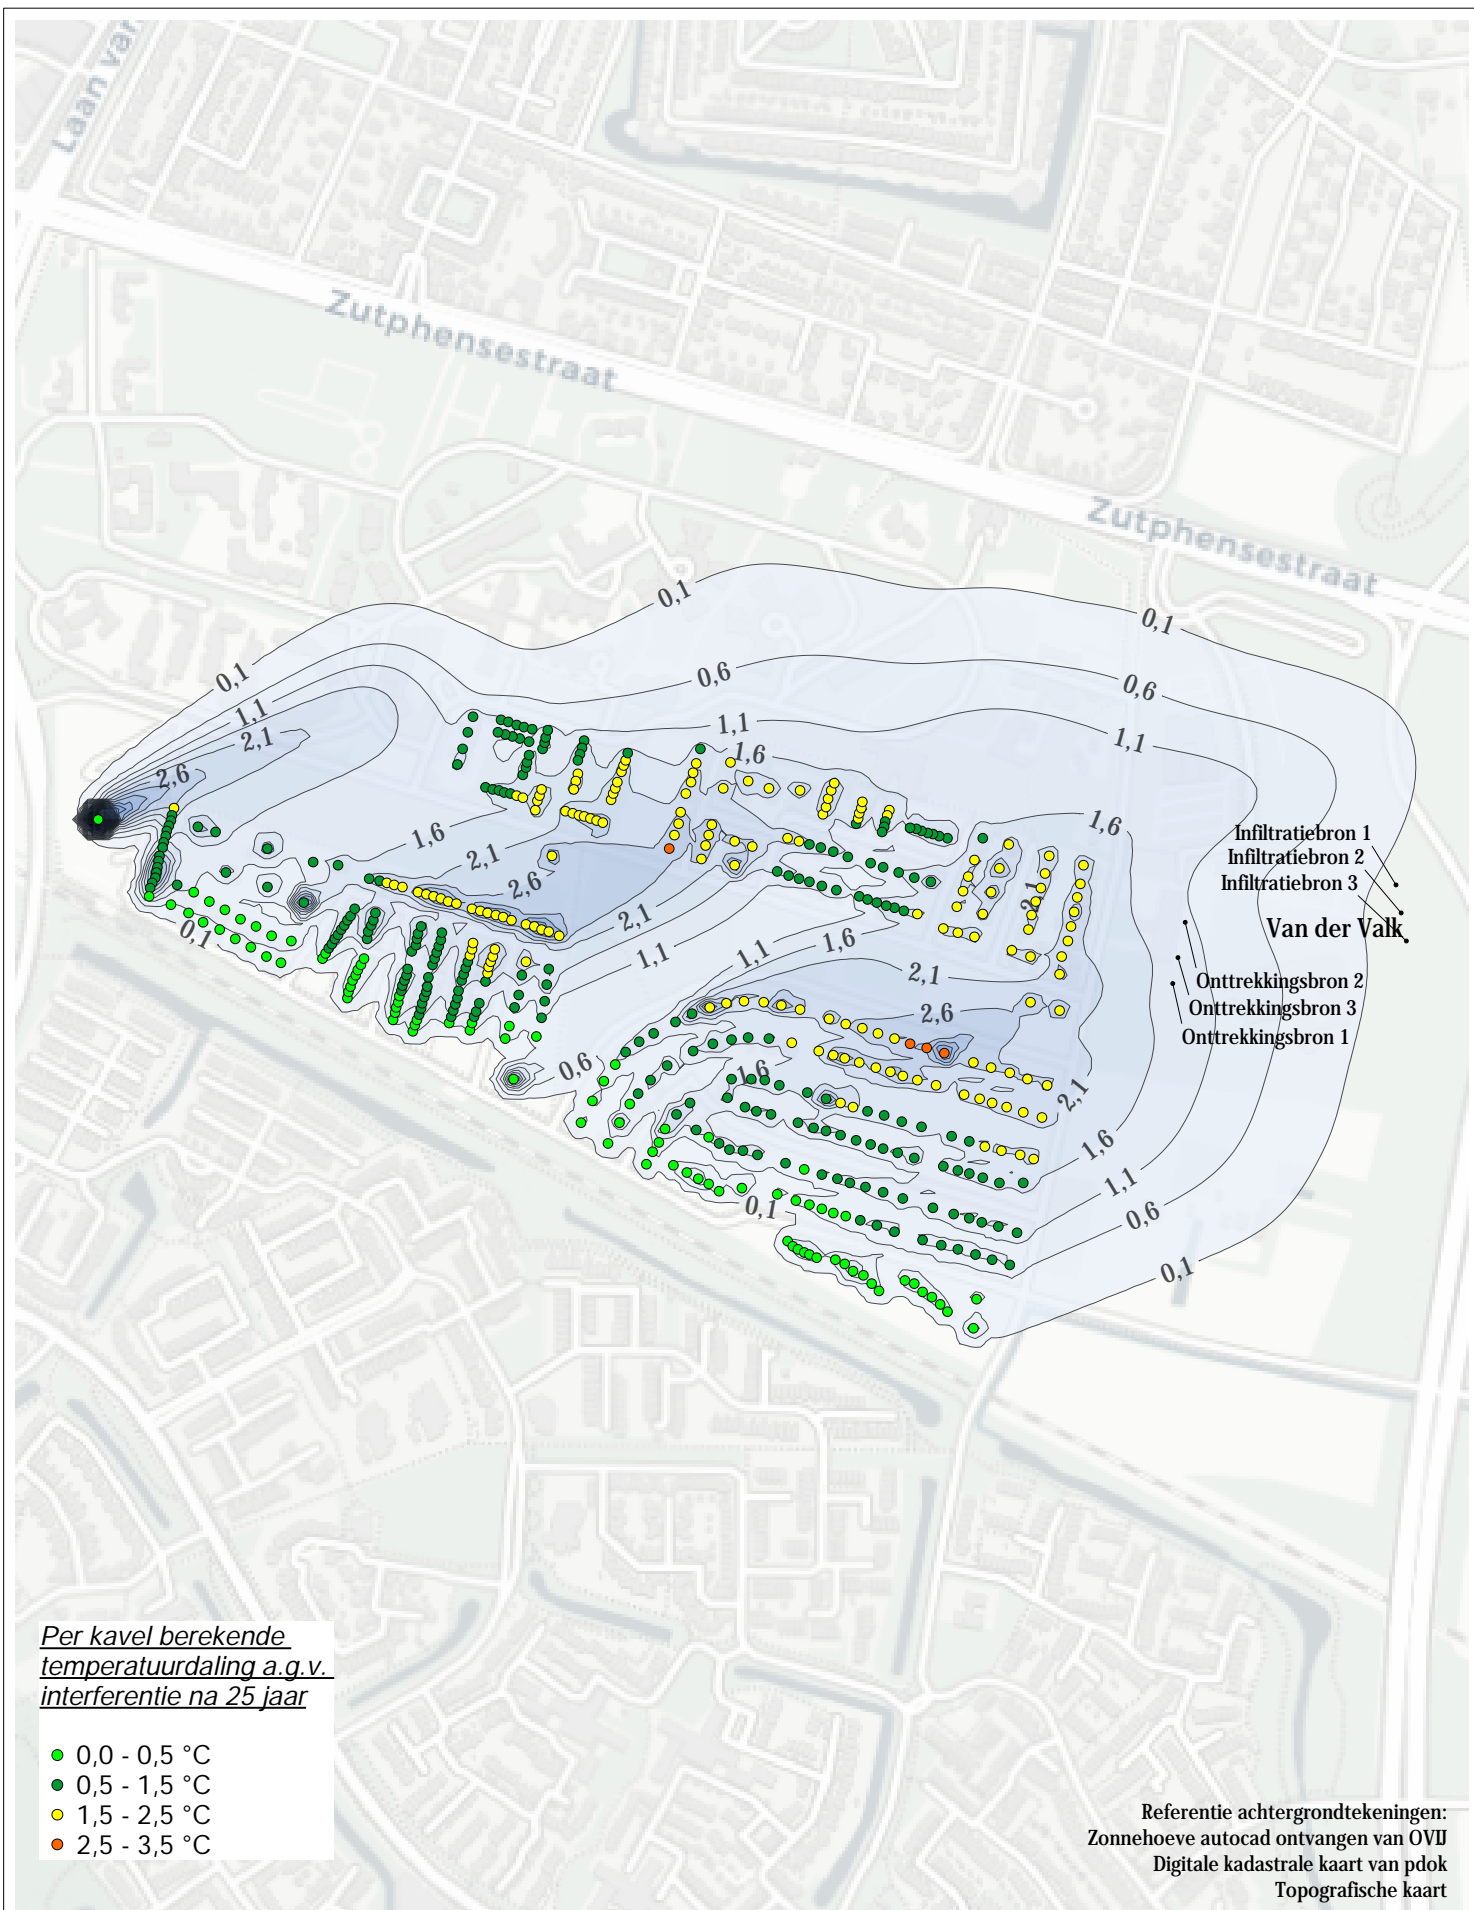 Laan van
Zutphensestraat
Zutphensestraat
0,1
0,1
0,6
0,6
0,1
1,1
1,1
1,6
1,1
2,1
2,6
1,6
1,6
2,1
2,6
2,1
2,1
1,1
1,1
1,6
2,1
0,1
2,6
0,6
1,6
2,1
1,6
1,1
0,1
0,6
0,1
Infiltratiebron 1
Infiltratiebron 2
Infiltratiebron 3
Van der Valk
Onttrekkingsbron 2
Onttrekkingsbron 3
Onttrekkingsbron 1
Per kavel berekende
temperatuurdaling a.g.v.
interferentie na 25 jaar
0,0 - 0,5 °C
0,5 - 1,5 °C
1,5 - 2,5 °C
2,5 - 3,5 °C
Referentie achtergrondtekeningen:
Zonnehoeve autocad ontvangen van OVIJ
Digitale kadastrale kaart van pdok
Topografische kaart